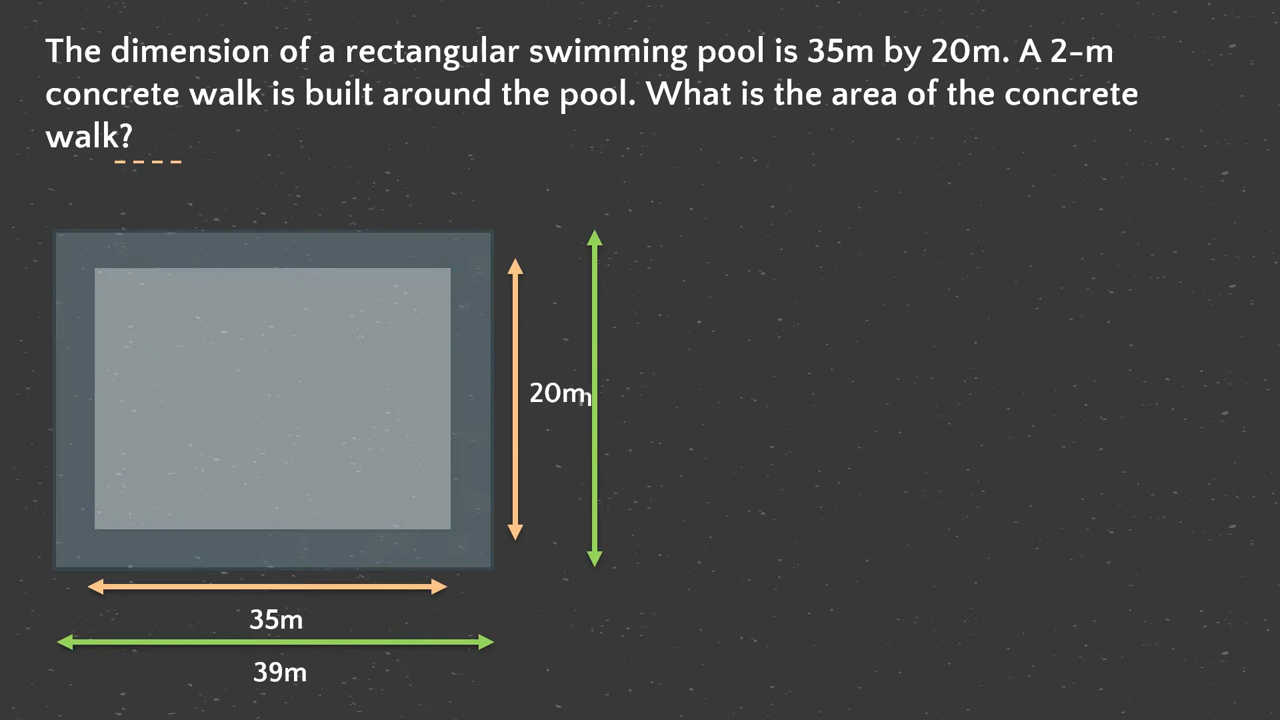 The dimension of a rectangular swimming pool is 35m by 20m. A 2-m
concrete walk is built around the pool. What is the area of the concrete
walk?
20m
35m
39m